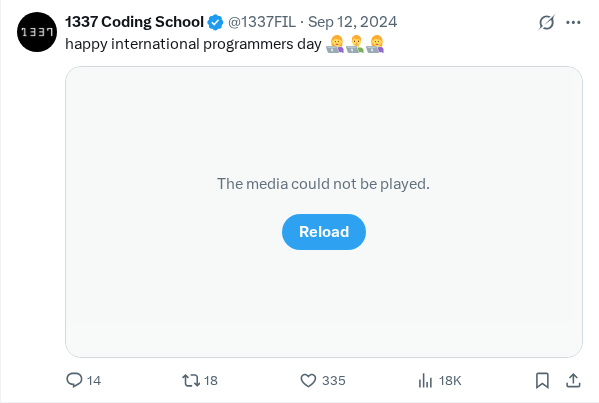 1337
1337 Coding School @1337FIL · Sep 12, 2024
happy international programmers day 👩‍💻👨‍💻👩‍💻
The media could not be played.
Reload
14 18 335 18K